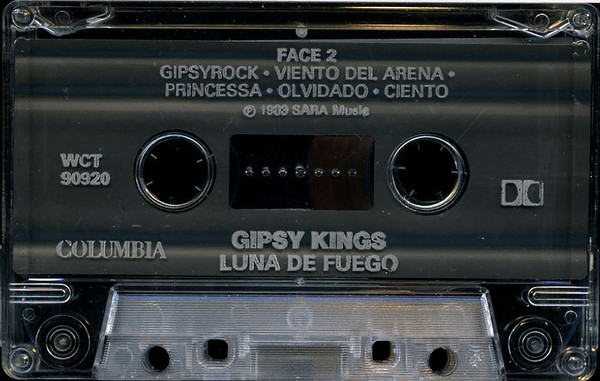 FACE 2
GIPSYROCK • VIENTO DEL ARENA •
PRINCESSA • OLVIDADO • CIENTO
℗ 1983 SARA Music
WCT
90920
COLUMBIA
GIPSY KINGS
LUNA DE FUEGO